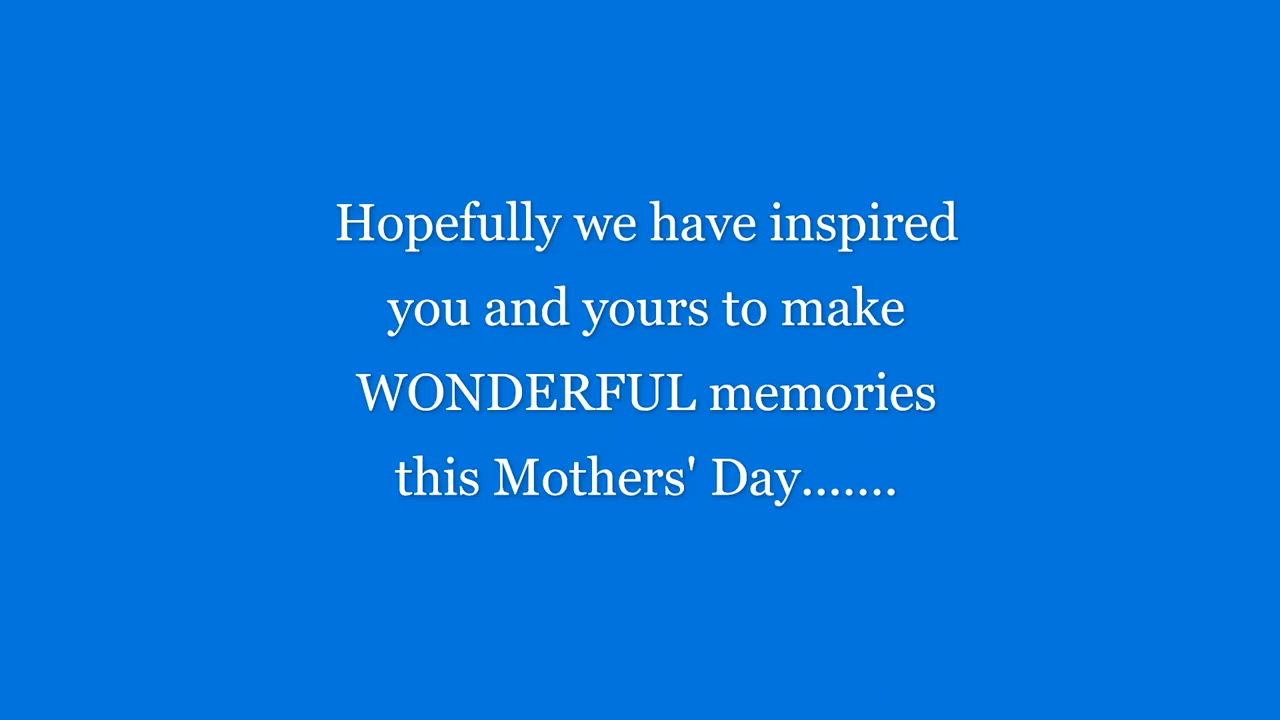 Hopefully we have inspired
you and yours to make
WONDERFUL memories
this Mothers' Day.......